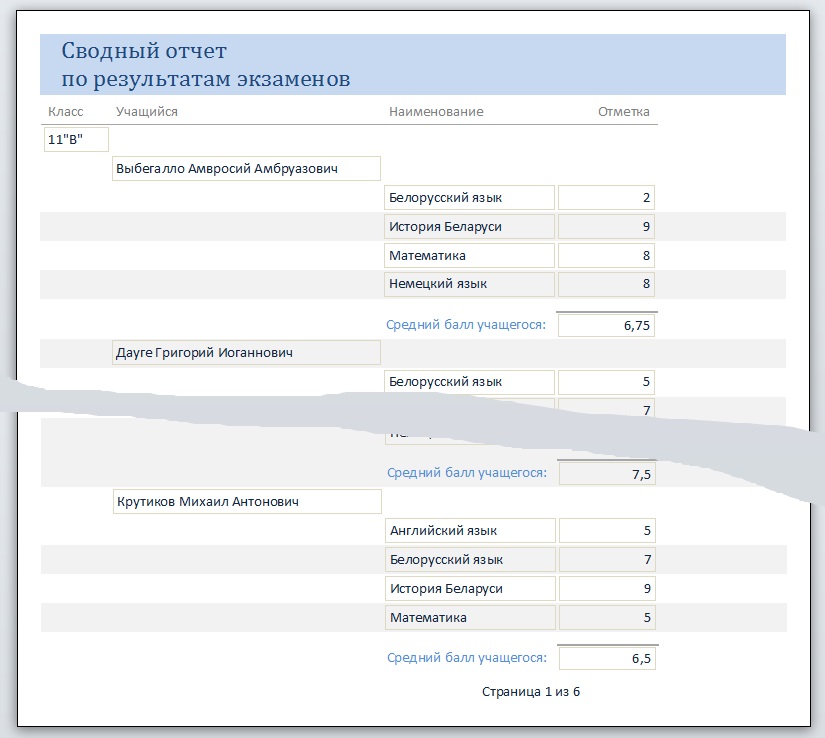 Сводный отчет
по результатам экзаменов
Класс Учащийся Наименование Отметка
11"В"
Выбегалло Амвросий Амбруазович
Белорусский язык 2
История Беларуси 9
Математика 8
Немецкий язык 8
Средний балл учащегося: 6,75
Дауге Григорий Иоганнович
Белорусский язык 5
7
Средний балл учащегося: 7,5
Крутиков Михаил Антонович
Английский язык 5
Белорусский язык 7
История Беларуси 9
Математика 5
Средний балл учащегося: 6,5
Страница 1 из 6